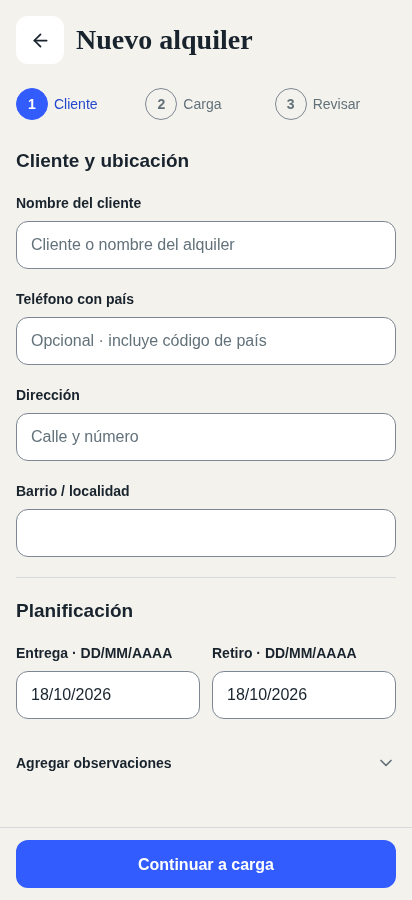 Nuevo alquiler
1 Cliente
2 Carga
3 Revisar
Cliente y ubicación
Nombre del cliente
Cliente o nombre del alquiler
Teléfono con país
Opcional · incluye código de país
Dirección
Calle y número
Barrio / localidad
Planificación
Entrega · DD/MM/AAAA
Retiro · DD/MM/AAAA
18/10/2026
18/10/2026
Agregar observaciones
Continuar a carga